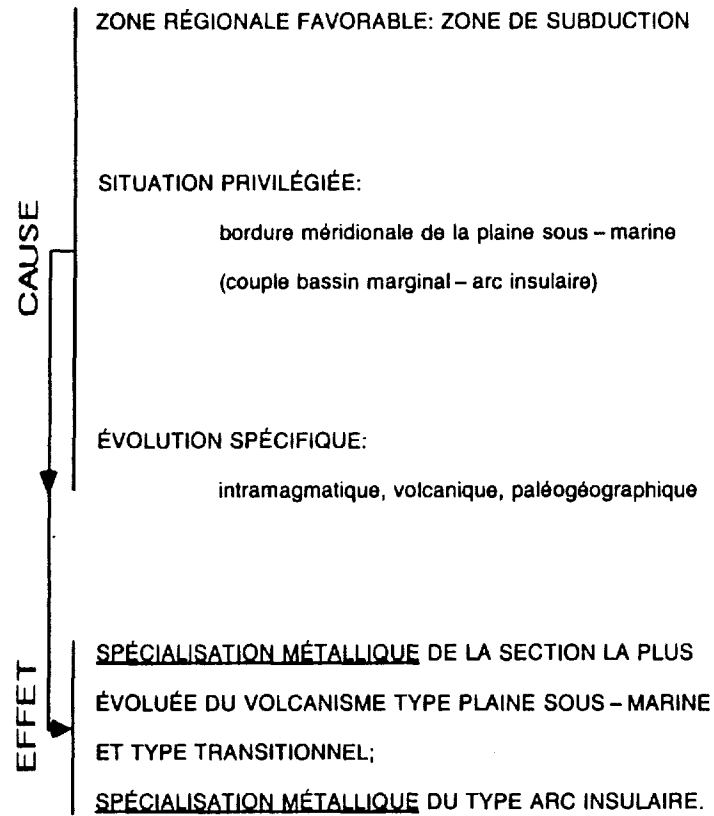 CAUSE
ZONE RÉGIONALE FAVORABLE: ZONE DE SUBDUCTION
SITUATION PRIVILÉGIÉE:
bordure méridionale de la plaine sous – marine
(couple bassin marginal – arc insulaire)
ÉVOLUTION SPÉCIFIQUE:
intramagmatique, volcanique, paléogéographique
EFFET
SPÉCIALISATION MÉTALLIQUE DE LA SECTION LA PLUS
ÉVOLUÉE DU VOLCANISME TYPE PLAINE SOUS – MARINE
ET TYPE TRANSITIONNEL;
SPÉCIALISATION MÉTALLIQUE DU TYPE ARC INSULAIRE.